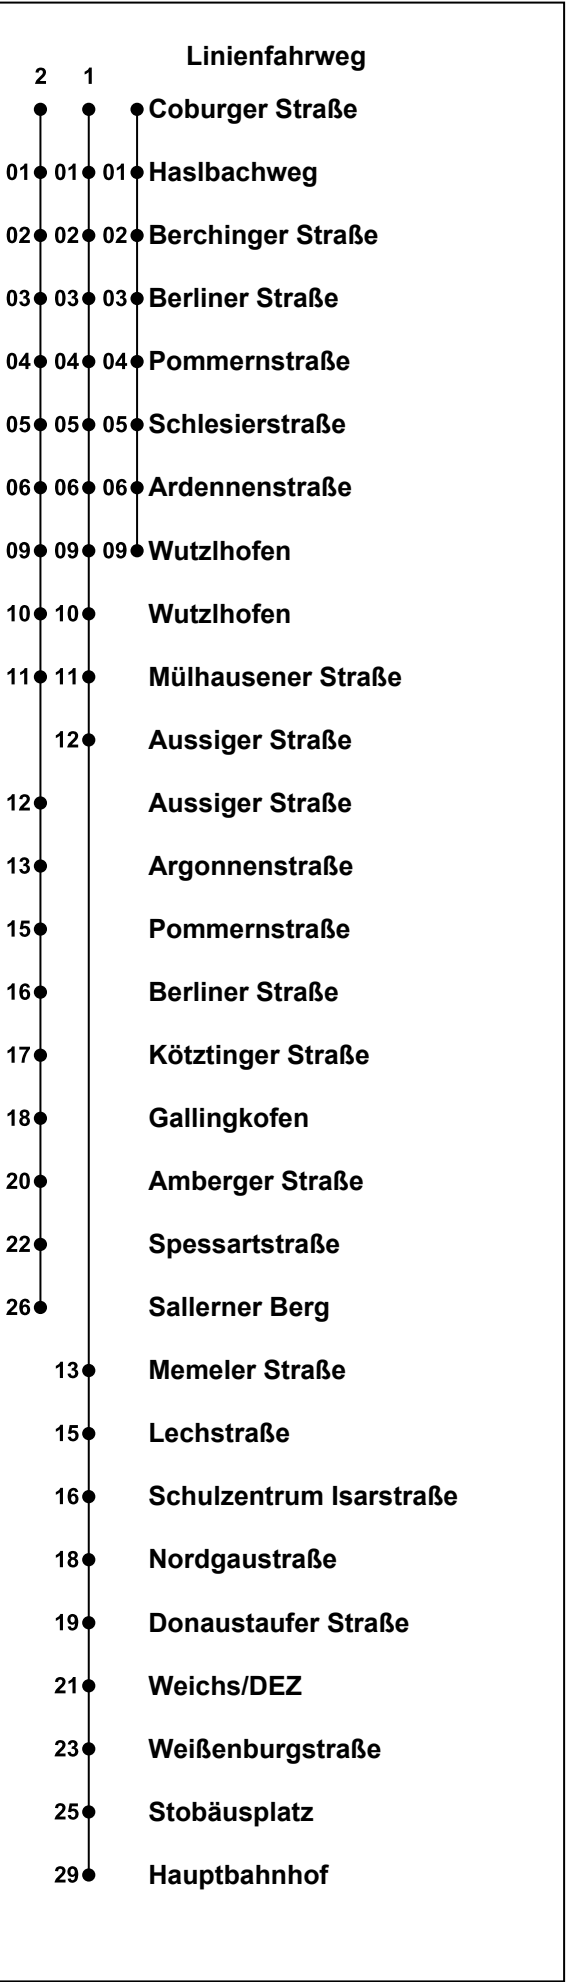 Linienfahrweg
2 1
Coburger Straße
01 01 01 Haslbachweg
02 02 02 Berchinger Straße
03 03 03 Berliner Straße
04 04 04 Pommernstraße
05 05 05 Schlesierstraße
06 06 06 Ardennenstraße
09 09 09 Wutzlhofen
10 10 Wutzlhofen
11 11 Mülhausener Straße
12 Aussiger Straße
12 Aussiger Straße
13 Argonnenstraße
15 Pommernstraße
16 Berliner Straße
17 Kötztinger Straße
18 Gallingkofen
20 Amberger Straße
22 Spessartstraße
26 Sallerner Berg
13 Memeler Straße
15 Lechstraße
16 Schulzentrum Isarstraße
18 Nordgaustraße
19 Donaustaufer Straße
21 Weichs/DEZ
23 Weißenburgstraße
25 Stobäusplatz
29 Hauptbahnhof